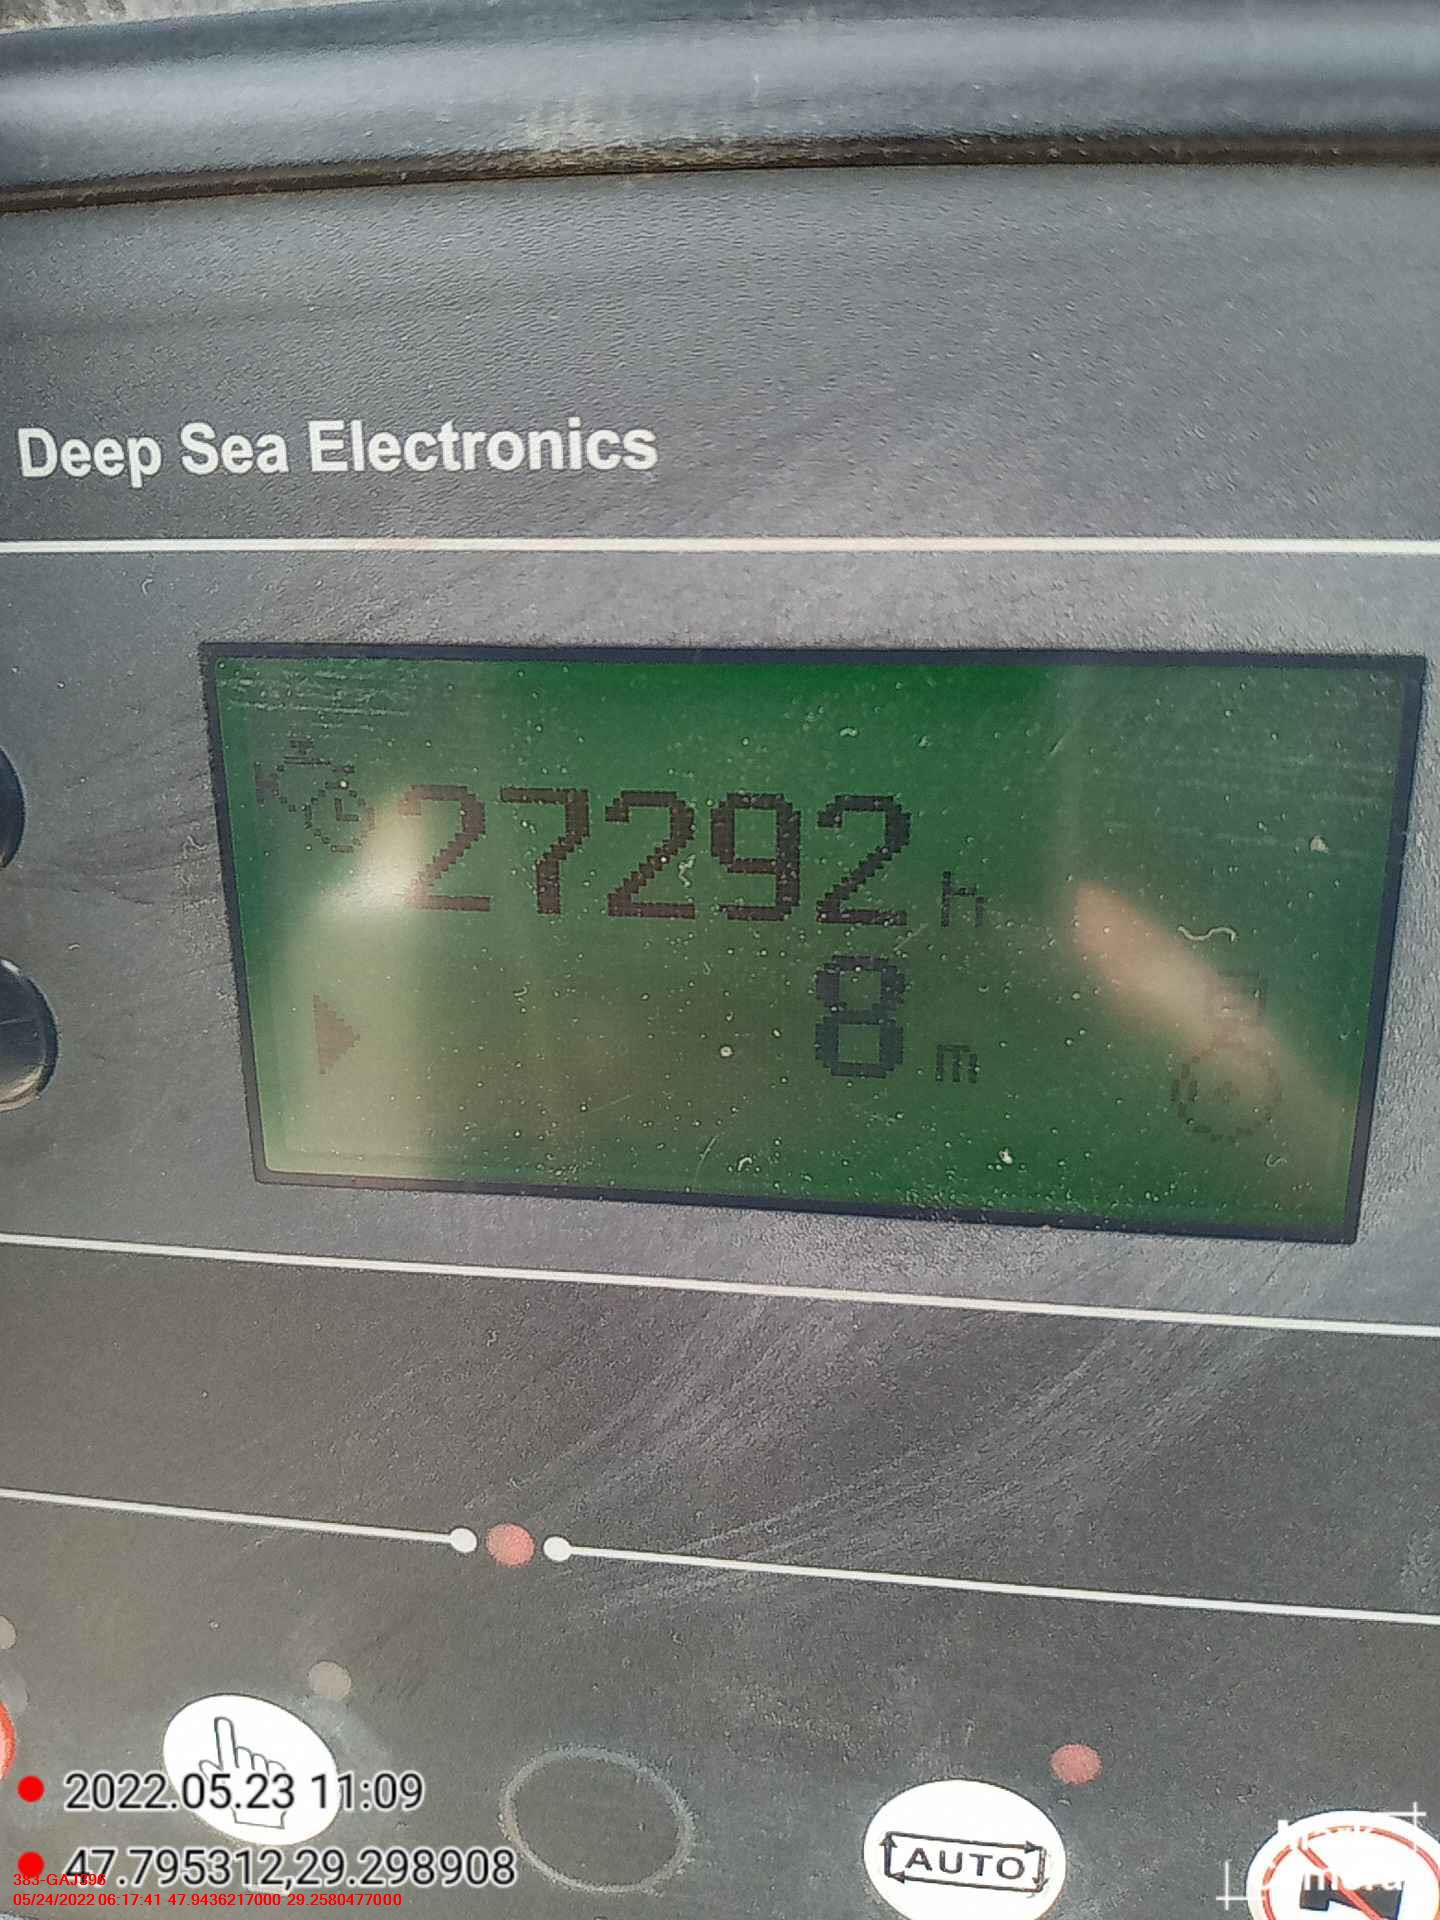 Deep Sea Electronics
27292 h
8 m
2022.05.23 11:09
AUTO
47.795312,29.298908
05/24/2022 06:17:41 47.9436217000 29.2580477000